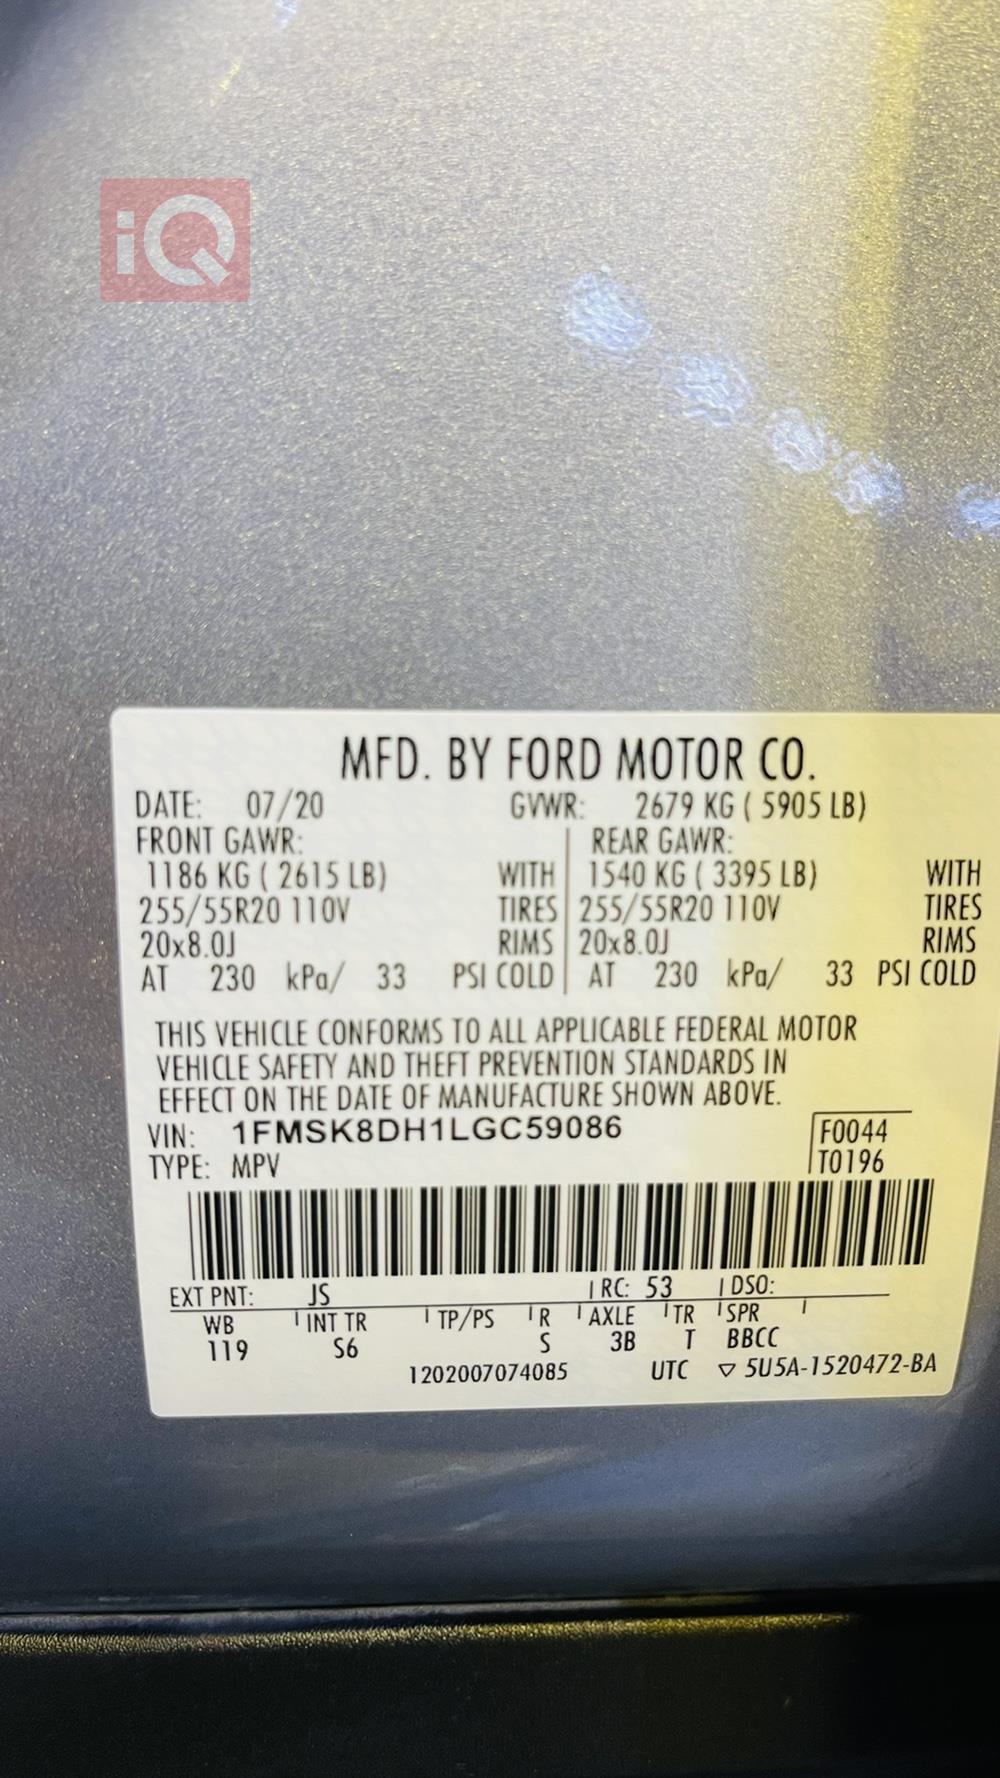 iQ
MFD. BY FORD MOTOR CO.
DATE: 07/20 GVWR: 2679 KG ( 5905 LB)
FRONT GAWR: REAR GAWR:
1186 KG ( 2615 LB) WITH 1540 KG ( 3395 LB) WITH
255/55R20 110V TIRES 255/55R20 110V TIRES
20x8.0J RIMS 20x8.0J RIMS
AT 230 kPa/ 33 PSI COLD AT 230 kPa/ 33 PSI COLD
THIS VEHICLE CONFORMS TO ALL APPLICABLE FEDERAL MOTOR
VEHICLE SAFETY AND THEFT PREVENTION STANDARDS IN
EFFECT ON THE DATE OF MANUFACTURE SHOWN ABOVE.
VIN: 1FMSK8DH1LGC59086 F0044
TYPE: MPV T0196
EXT PNT: JS RC: 53 DSO:
WB INT TR TP/PS R AXLE TR SPR
119 S6 S 3B T BBCC
1202007074085 UTC ▽ 5U5A-1520472-BA